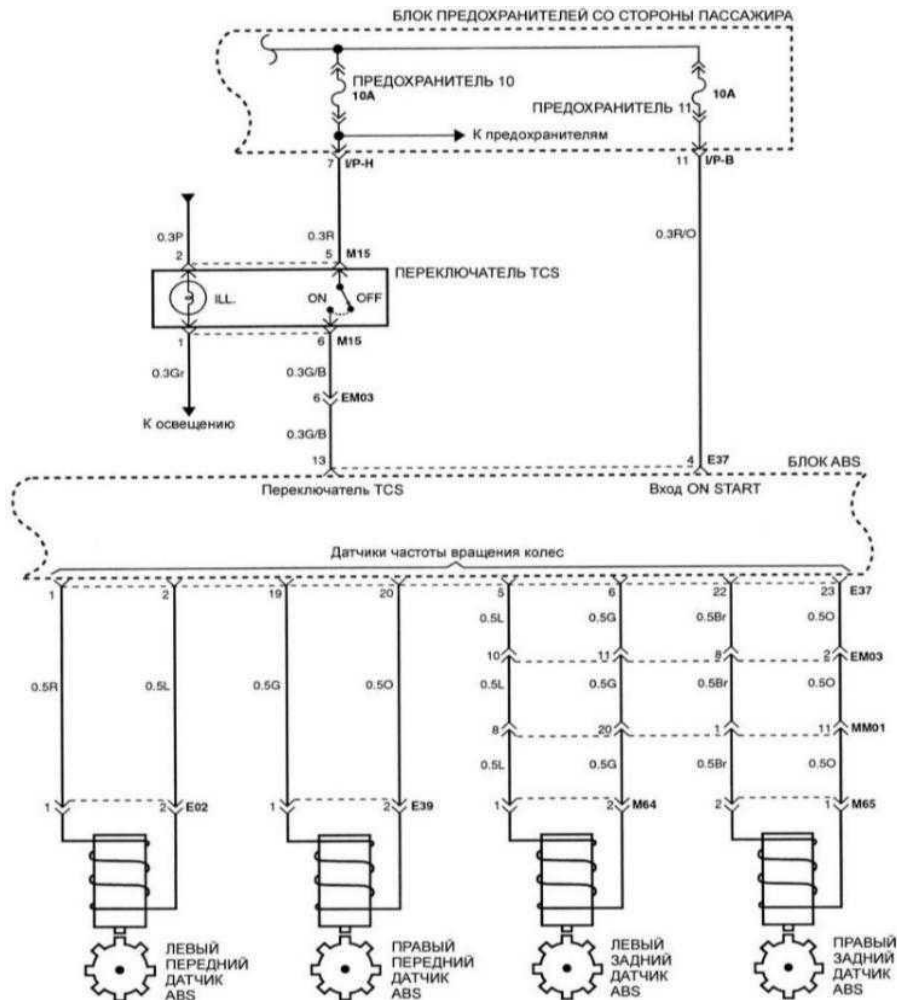 БЛОК ПРЕДОХРАНИТЕЛЕЙ СО СТОРОНЫ ПАССАЖИРА
ПРЕДОХРАНИТЕЛЬ 10
10A
10A
ПРЕДОХРАНИТЕЛЬ 11
К предохранителям
7 I/P-H
11 I/P-B
0.3P
0.3R
0.3R/O
2
5 M15
ПЕРЕКЛЮЧАТЕЛЬ TCS
ILL.
ON OFF
1
6 M15
0.3Gr
0.3G/B
6 EM03
К освещению
0.3G/B
13
4 E37
БЛОК ABS
Переключатель TCS
Вход ON START
Датчики частоты вращения колес
1 2 19 20 5 6 22 23 E37
0.5L 0.5G 0.5Br 0.5O
10 11 8 2 EM03
0.5R 0.5L 0.5G 0.5O 0.5L 0.5G 0.5Br 0.5O
8 20 1 11 MM01
0.5L 0.5G 0.5Br 0.5O
1 2 E02 1 2 E39 1 2 M64 2 1 M65
ЛЕВЫЙ
ПЕРЕДНИЙ
ДАТЧИК
ABS
ПРАВЫЙ
ПЕРЕДНИЙ
ДАТЧИК
ABS
ЛЕВЫЙ
ЗАДНИЙ
ДАТЧИК
ABS
ПРАВЫЙ
ЗАДНИЙ
ДАТЧИК
ABS